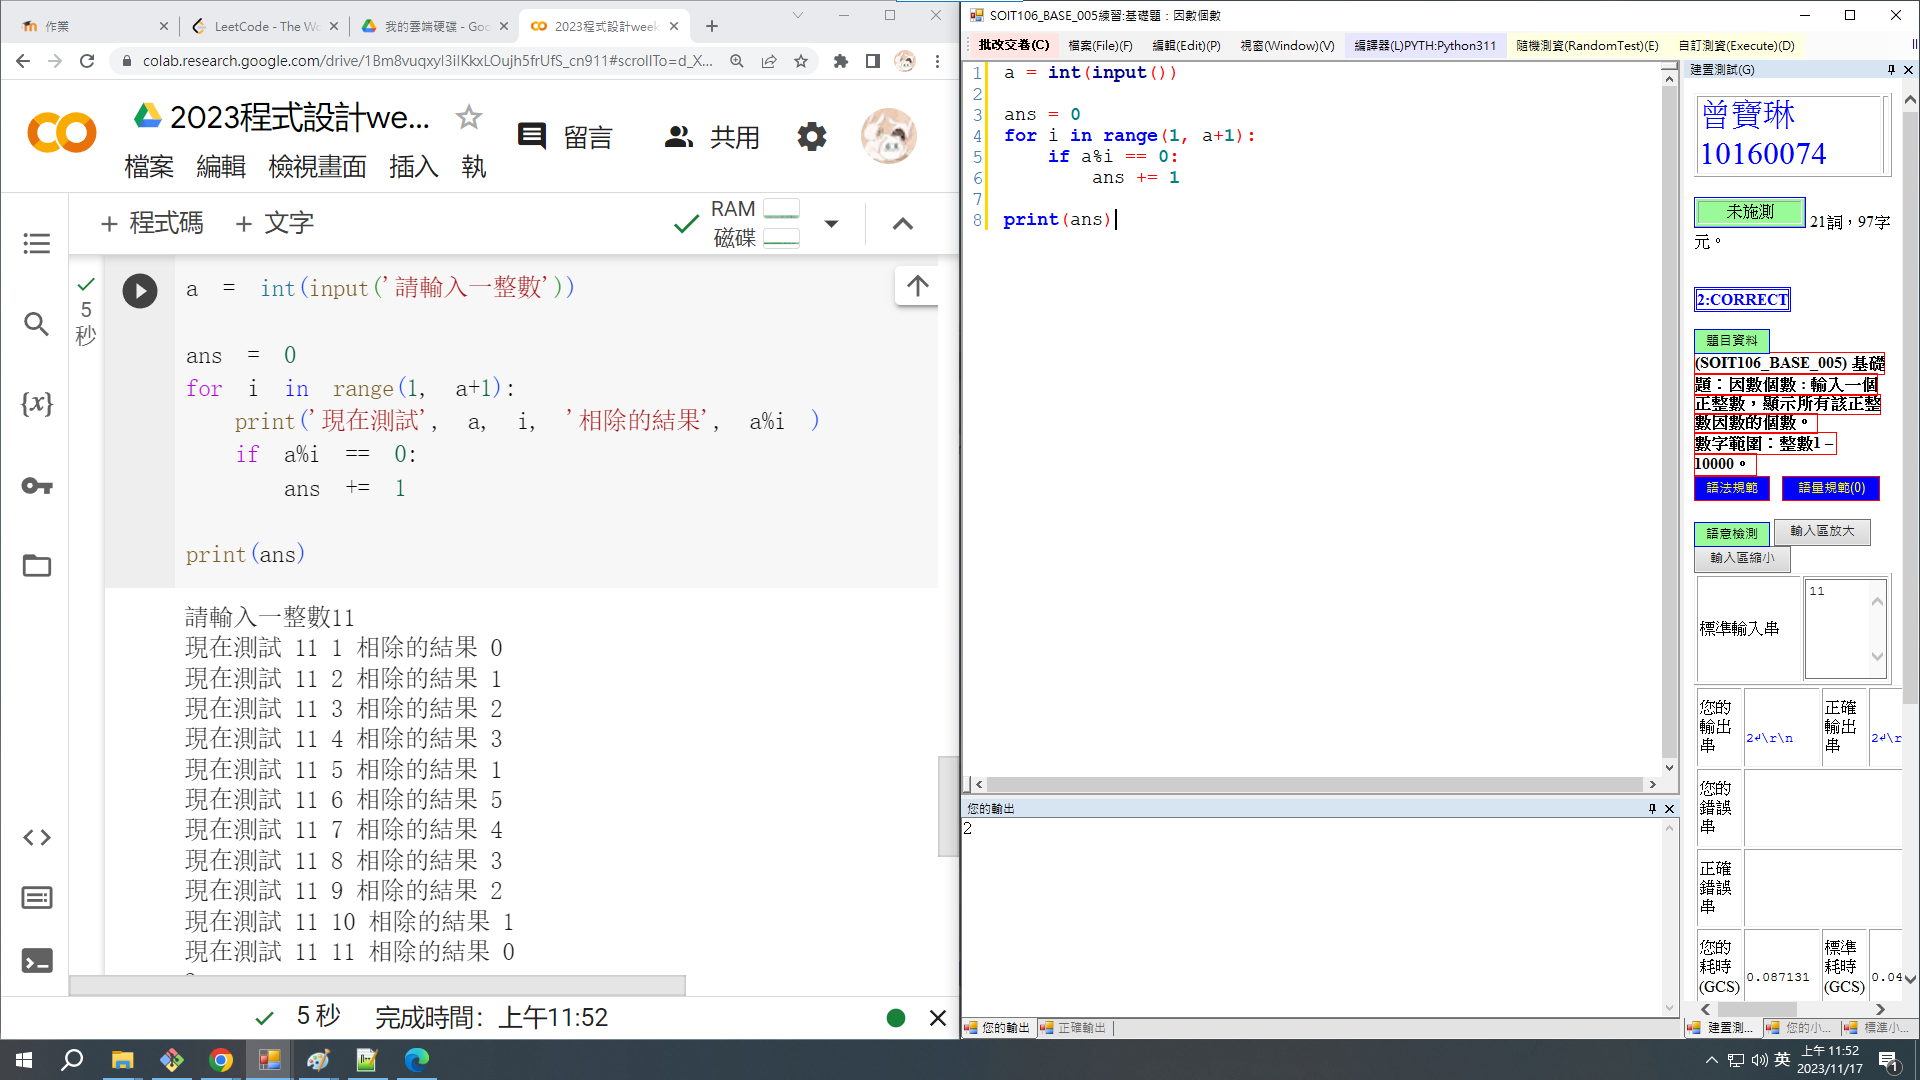 作業
LeetCode - The Wo
我的雲端硬碟 - Goo
2023程式設計week
colab.research.google.com/drive/1Bm8vuqxyl3iIKkxLOujh5frUfS_cn911#scrollTo=d_X...
2023程式設計we...
留言
共用
檔案 編輯 檢視畫面 插入 執
+ 程式碼 + 文字
RAM
磁碟
5
秒
a = int(input('請輸入一整數'))
ans = 0
for i in range(1, a+1):
print('現在測試', a, i, '相除的結果', a%i )
if a%i == 0:
ans += 1
print(ans)
請輸入一整數11
現在測試 11 1 相除的結果 0
現在測試 11 2 相除的結果 1
現在測試 11 3 相除的結果 2
現在測試 11 4 相除的結果 3
現在測試 11 5 相除的結果 1
現在測試 11 6 相除的結果 5
現在測試 11 7 相除的結果 4
現在測試 11 8 相除的結果 3
現在測試 11 9 相除的結果 2
現在測試 11 10 相除的結果 1
現在測試 11 11 相除的結果 0
5 秒 完成時間：上午11:52
SOIT106_BASE_005練習:基礎題：因數個數
批改交卷(C) 檔案(File)(F) 編輯(Edit)(P) 視窗(Window)(V) 編譯器(L)PYTH:Python311 隨機測資(RandomTest)(E) 自訂測資(Execute)(D)
1 a = int(input())
2
3 ans = 0
4 for i in range(1, a+1):
5 if a%i == 0:
6 ans += 1
7
8 print(ans)
您的輸出
2
您的輸出 正確輸出
建置測試(G)
曾寶琳
10160074
未施測 21詞，97字
元。
2:CORRECT
題目資料
(SOIT106_BASE_005) 基礎
題：因數個數：輸入一個
正整數，顯示所有該正整
數因數的個數。
數字範圍：整數1 –
10000。
語法規範 語量規範(0)
語意檢測 輸入區放大
輸入區縮小
標準輸入串 11
您的輸出串 2↵\r\n 正確輸出串 2↵\r
您的錯誤串
正確錯誤串
您的耗時(GCS) 0.087131 標準耗時(GCS) 0.04
建置測... 您的小... 標準小...
英
上午 11:52
2023/11/17
1